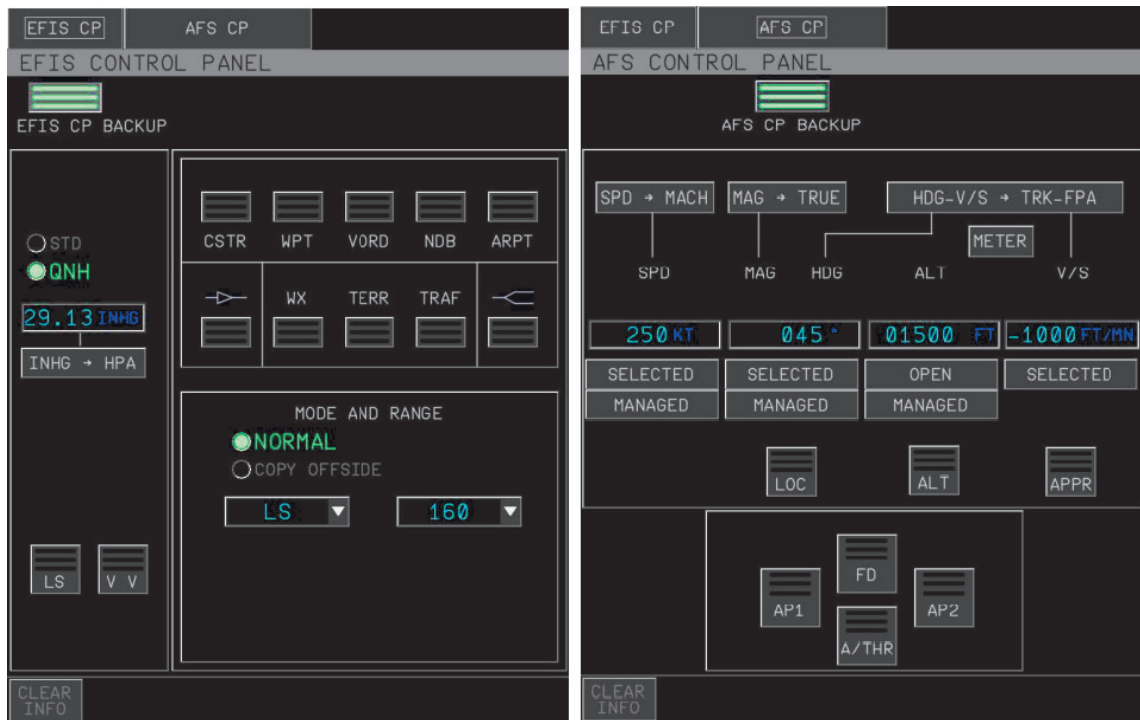 EFIS CP AFS CP
EFIS CONTROL PANEL
EFIS CP BACKUP
CSTR WPT VORD NDB ARPT
STD
QNH
WX TERR TRAF
29.13 INHG
INHG → HPA
MODE AND RANGE
NORMAL
COPY OFFSIDE
LS 160
LS V V
CLEAR
INFO
EFIS CP AFS CP
AFS CONTROL PANEL
AFS CP BACKUP
SPD → MACH MAG → TRUE HDG-V/S → TRK-FPA
METER
SPD MAG HDG ALT V/S
250 KT 045 ° 01500 FT -1000 FT/MN
SELECTED SELECTED OPEN SELECTED
MANAGED MANAGED MANAGED
LOC ALT APPR
FD
AP1 AP2
A/THR
CLEAR
INFO